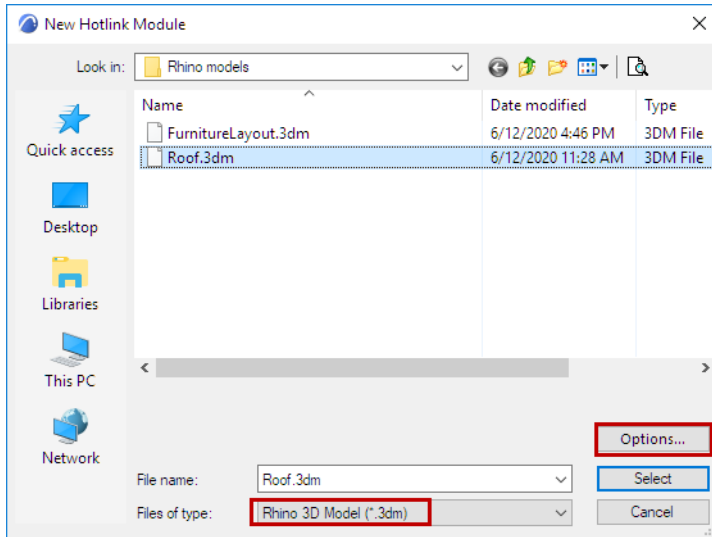 New Hotlink Module
Look in: Rhino models
Name Date modified Type
FurnitureLayout.3dm 6/12/2020 4:46 PM 3DM File
Roof.3dm 6/12/2020 11:28 AM 3DM File
Quick access
Desktop
Libraries
This PC
Network
Options...
File name: Roof.3dm Select
Files of type: Rhino 3D Model (*.3dm) Cancel